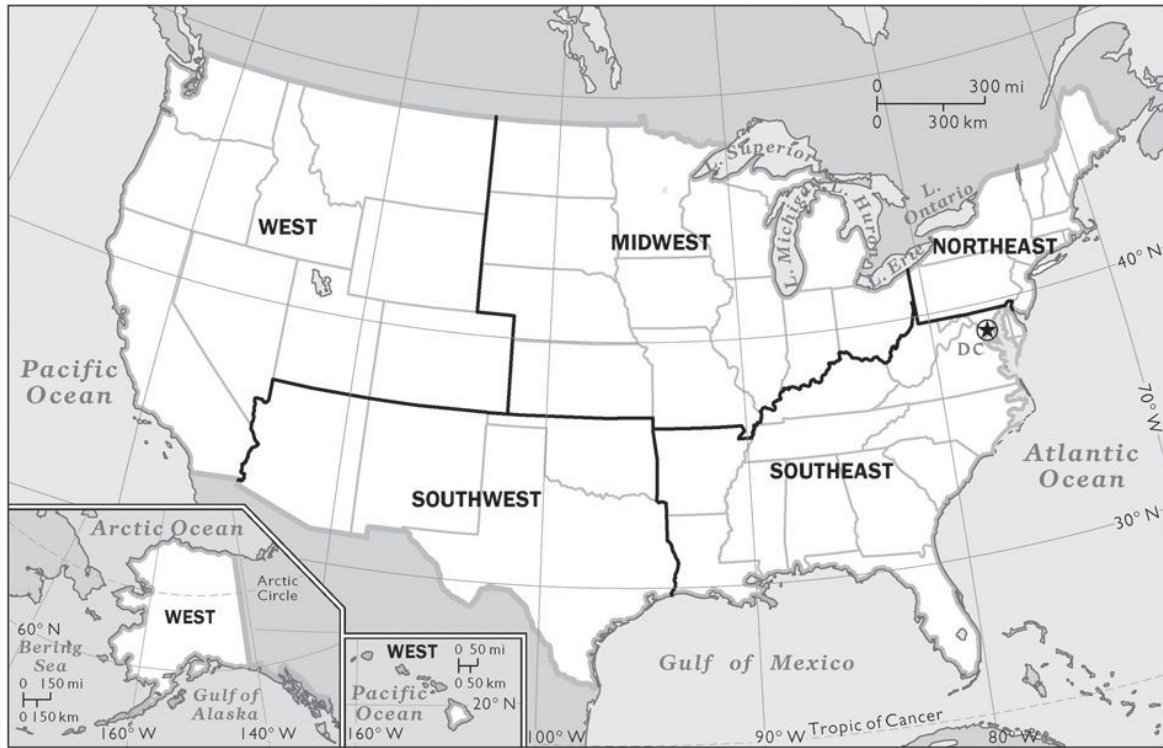 0 300 mi
0 300 km
L. Superior
L. Michigan
L. Huron
L.
Ontario
L. Erie
WEST
MIDWEST
NORTHEAST
40° N
DC
Pacific
Ocean
70° W
Atlantic
Ocean
SOUTHEAST
SOUTHWEST
30° N
Arctic Ocean
Arctic
Circle
WEST
60° N
Bering
Sea
0 150 mi
0 150 km
Gulf of
Alaska
160° W
140° W
WEST
0 50 mi
0 50 km
Pacific
Ocean
20° N
160° W
Gulf of Mexico
Tropic of Cancer
100° W
90° W
80° W